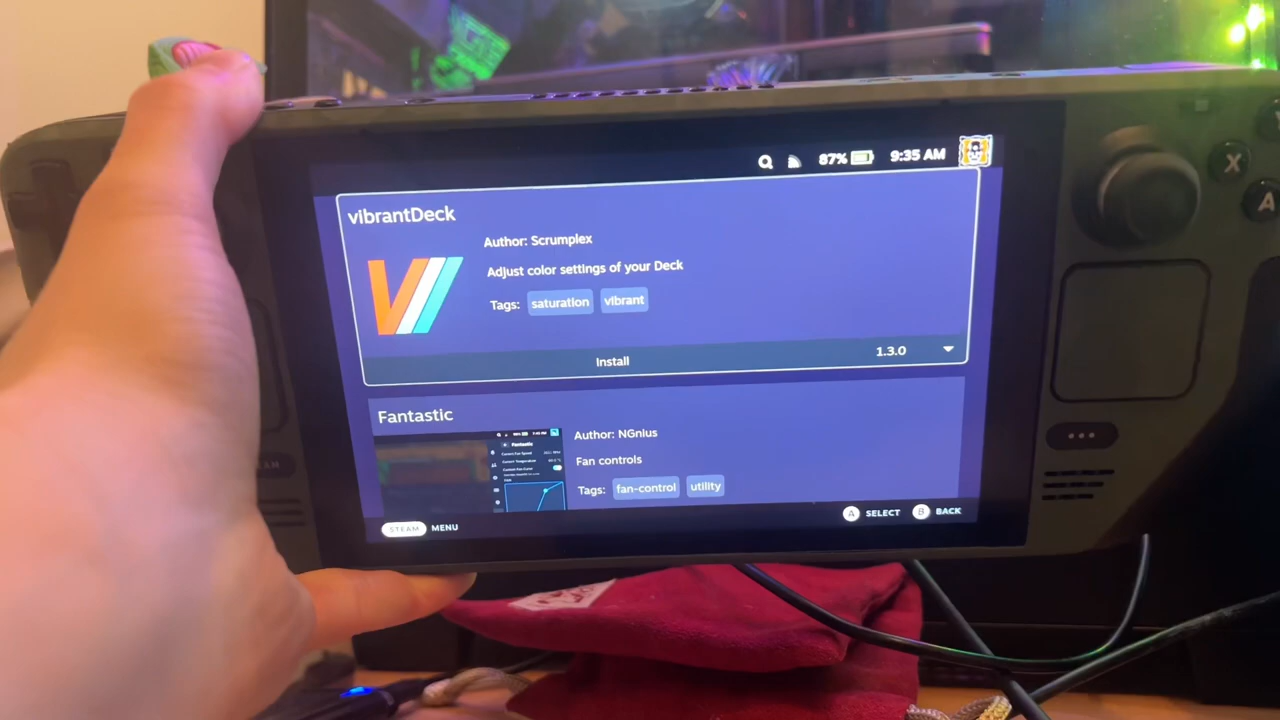 87% 9:35 AM
vibrantDeck
Author: Scrumplex
Adjust color settings of your Deck
Tags: saturation vibrant
Install 1.3.0
Fantastic
Author: NGnius
Fan controls
Tags: fan-control utility
STEAM MENU A SELECT B BACK
X
A
Fantastic